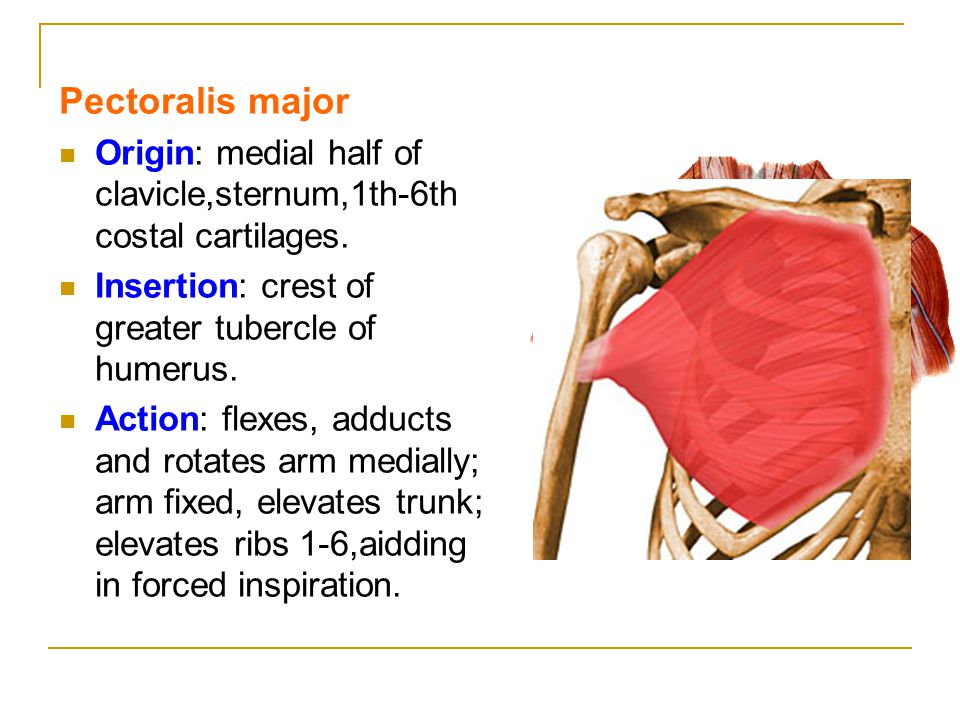 Pectoralis major
Origin: medial half of
clavicle,sternum,1th-6th
costal cartilages.
Insertion: crest of
greater tubercle of
humerus.
Action: flexes, adducts
and rotates arm medially;
arm fixed, elevates trunk;
elevates ribs 1-6,aidding
in forced inspiration.